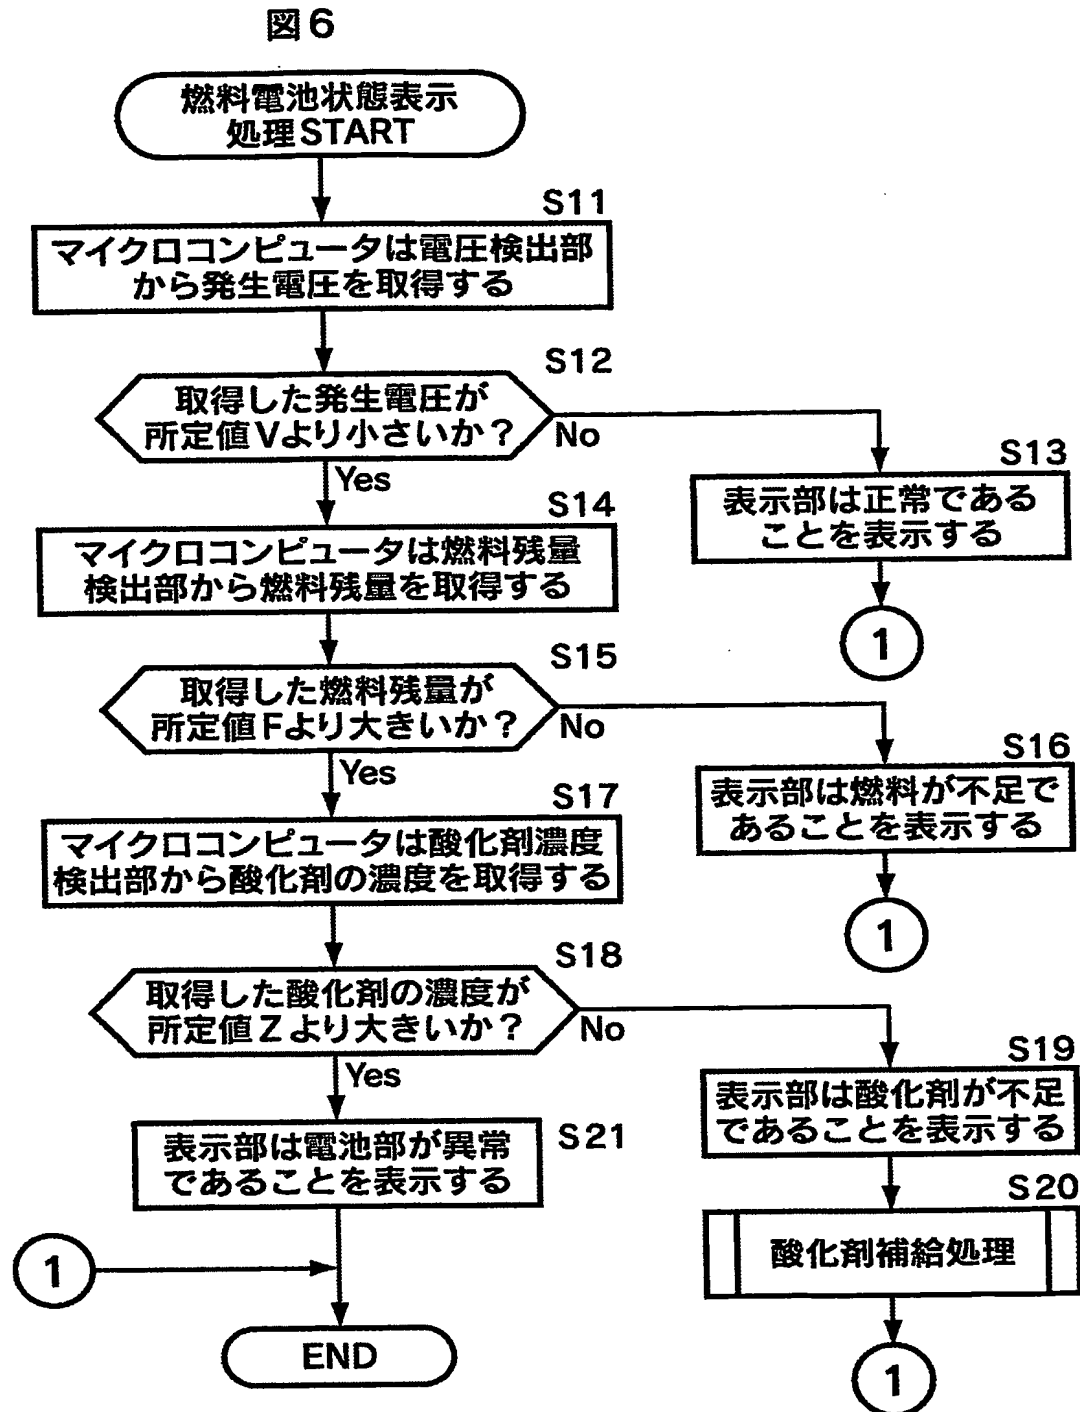 図6
燃料電池状態表示
処理START
S11
マイクロコンピュータは電圧検出部
から発生電圧を取得する
S12
取得した発生電圧が
所定値Vより小さいか?
No
Yes
S13
表示部は正常である
ことを表示する
1
S14
マイクロコンピュータは燃料残量
検出部から燃料残量を取得する
S15
取得した燃料残量が
所定値Fより大きいか?
No
Yes
S16
表示部は燃料が不足で
あることを表示する
1
S17
マイクロコンピュータは酸化剤濃度
検出部から酸化剤の濃度を取得する
S18
取得した酸化剤の濃度が
所定値Zより大きいか?
No
Yes
S19
表示部は酸化剤が不足
であることを表示する
S20
酸化剤補給処理
1
S21
表示部は電池部が異常
であることを表示する
1
END